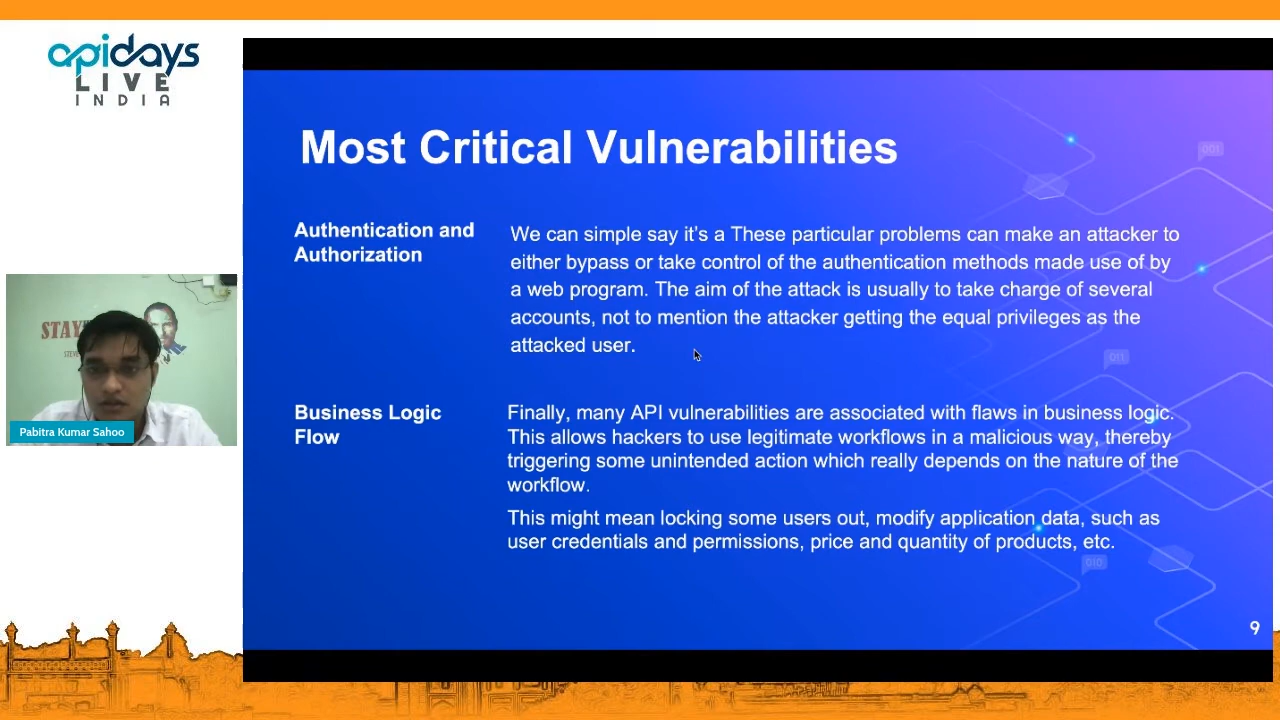 apidays
LIVE
INDIA
Most Critical Vulnerabilities
001
Authentication and
Authorization
We can simple say it's a These particular problems can make an attacker to
either bypass or take control of the authentication methods made use of by
a web program. The aim of the attack is usually to take charge of several
accounts, not to mention the attacker getting the equal privileges as the
attacked user.
011
Business Logic
Flow
Finally, many API vulnerabilities are associated with flaws in business logic.
This allows hackers to use legitimate workflows in a malicious way, thereby
triggering some unintended action which really depends on the nature of the
workflow.
This might mean locking some users out, modify application data, such as
user credentials and permissions, price and quantity of products, etc.
010
9
STAY
STEVE
Pabitra Kumar Sahoo